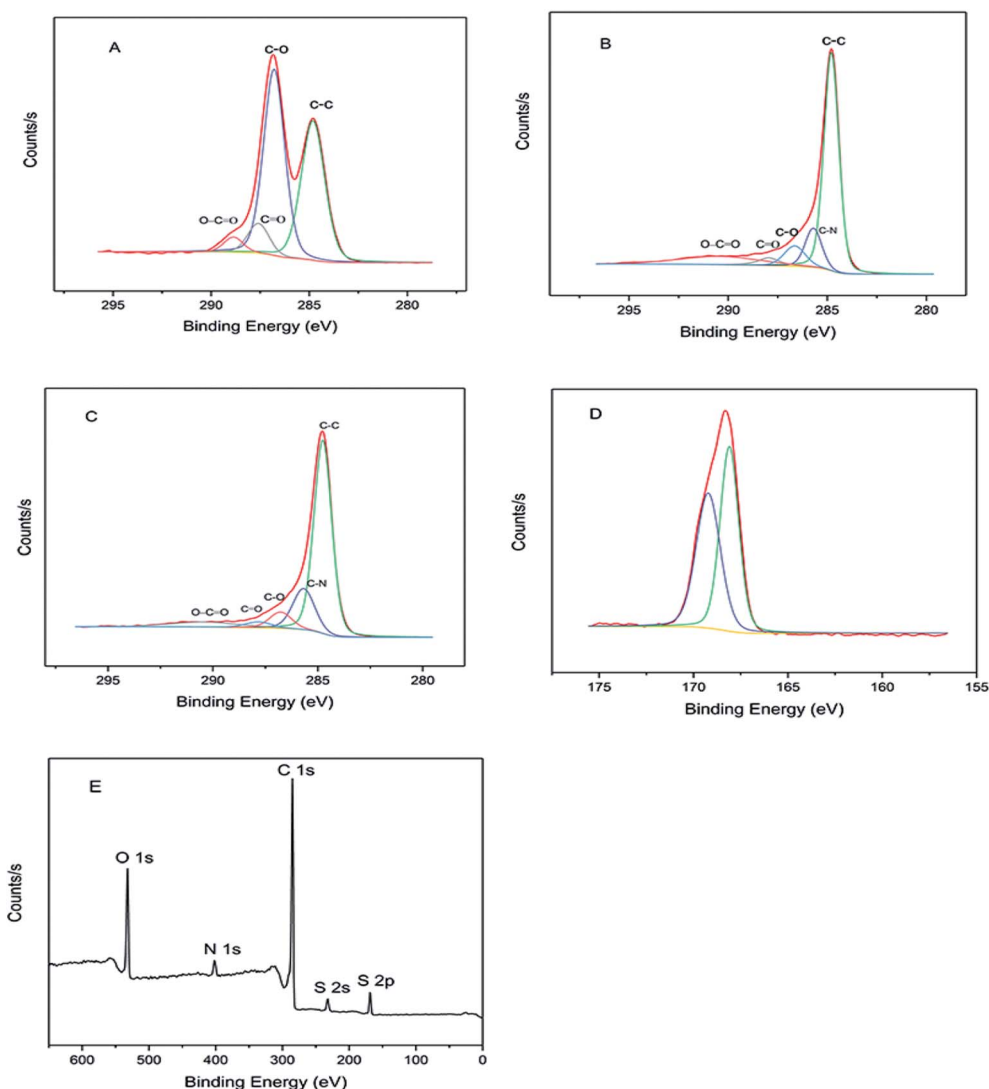 A
C-O
C-C
O-C=O
C=O
Counts/s
295 290 285 280
Binding Energy (eV)
B
C-C
O-C=O
C=O
C-O
C-N
Counts/s
295 290 285 280
Binding Energy (eV)
C
C-C
O-C=O
C=O
C-O
C-N
Counts/s
295 290 285 280
Binding Energy (eV)
D
Counts/s
175 170 165 160 155
Binding Energy (eV)
E
C 1s
O 1s
N 1s
S 2s
S 2p
Counts/s
600 500 400 300 200 100 0
Binding Energy (eV)